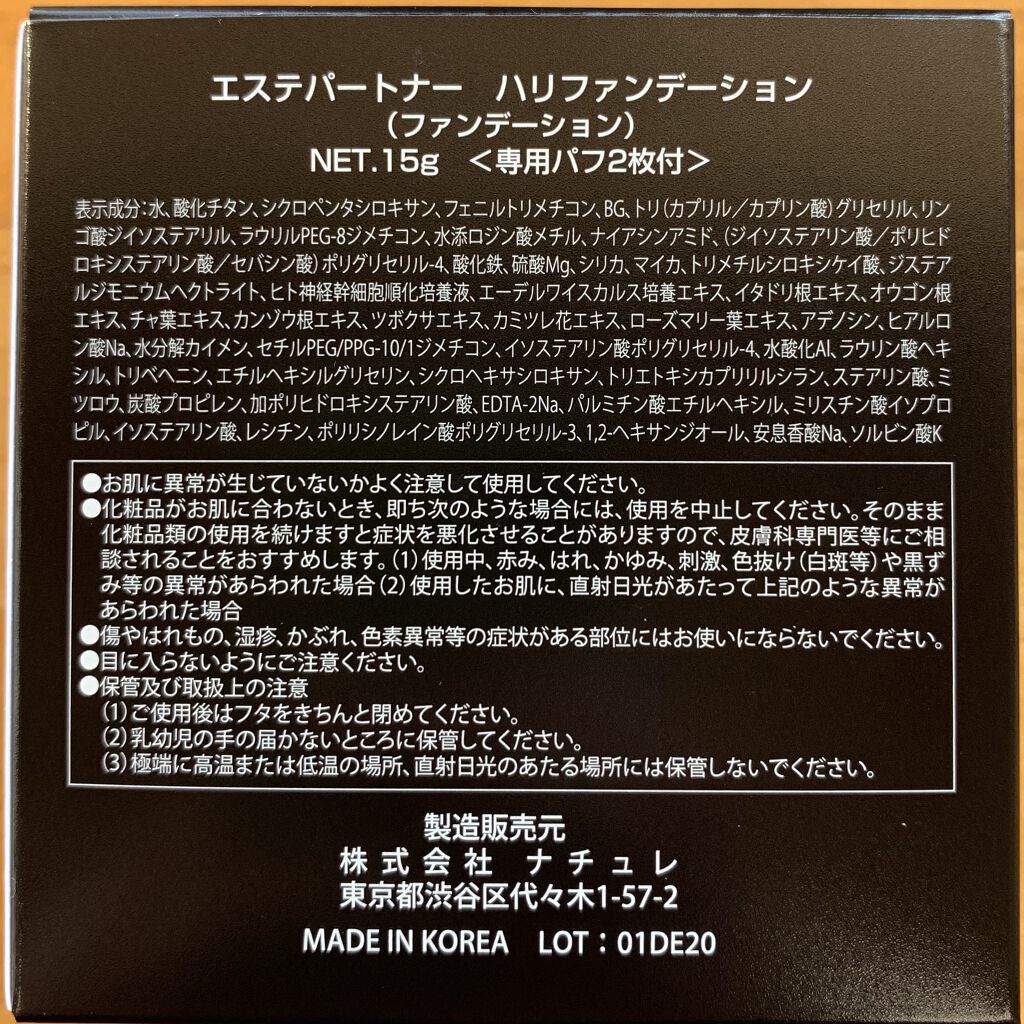 エステパートナー　ハリファンデーション
（ファンデーション）
NET.15g　＜専用パフ2枚付＞
表示成分：水、酸化チタン、シクロペンタシロキサン、フェニルトリメチコン、BG、トリ（カプリル／カプリン酸）グリセリル、リン
ゴ酸ジイソステアリル、ラウリルPEG-8ジメチコン、水添ロジン酸メチル、ナイアシンアミド、（ジイソステアリン酸／ポリヒド
ロキシステアリン酸／セバシン酸）ポリグリセリル-4、酸化鉄、硫酸Mg、シリカ、マイカ、トリメチルシロキシケイ酸、ジステア
ルジモニウムヘクトライト、ヒト神経幹細胞順化培養液、エーデルワイスカルス培養エキス、イタドリ根エキス、オウゴン根
エキス、チャ葉エキス、カンゾウ根エキス、ツボクサエキス、カミツレ花エキス、ローズマリー葉エキス、アデノシン、ヒアルロ
ン酸Na、水分解カイメン、セチルPEG/PPG-10/1ジメチコン、イソステアリン酸ポリグリセリル-4、水酸化Al、ラウリン酸ヘキ
シル、トリベヘニン、エチルヘキシルグリセリン、シクロヘキサシロキサン、トリエトキシカプリリルシラン、ステアリン酸、ミ
ツロウ、炭酸プロピレン、加ポリヒドロキシステアリン酸、EDTA-2Na、パルミチン酸エチルヘキシル、ミリスチン酸イソプロ
ピル、イソステアリン酸、レシチン、ポリリシノレイン酸ポリグリセリル-3、1,2-ヘキサンジオール、安息香酸Na、ソルビン酸K
●お肌に異常が生じていないかよく注意して使用してください。
●化粧品がお肌に合わないとき、即ち次のような場合には、使用を中止してください。そのまま
化粧品類の使用を続けますと症状を悪化させることがありますので、皮膚科専門医等にご相
談されることをおすすめします。（1）使用中、赤み、はれ、かゆみ、刺激、色抜け（白斑等）や黒ず
み等の異常があらわれた場合（2）使用したお肌に、直射日光があたって上記のような異常が
あらわれた場合
●傷やはれもの、湿疹、かぶれ、色素異常等の症状がある部位にはお使いにならないでください。
●目に入らないようにご注意ください。
●保管及び取扱上の注意
（1）ご使用後はフタをきちんと閉めてください。
（2）乳幼児の手の届かないところに保管してください。
（3）極端に高温または低温の場所、直射日光のあたる場所には保管しないでください。
製造販売元
株式会社 ナチュレ
東京都渋谷区代々木1-57-2
MADE IN KOREA　LOT：01DE20